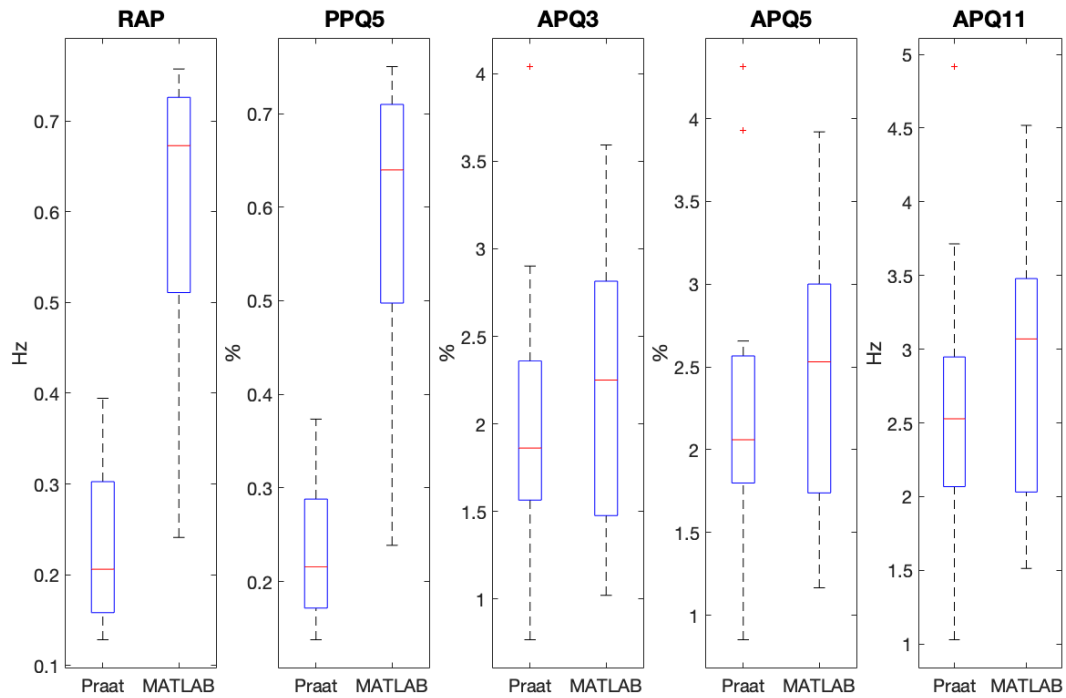 RAP
PPQ5
APQ3
APQ5
APQ11
Hz
0.7
0.6
0.5
0.4
0.3
0.2
0.1
Praat
MATLAB
%
0.7
0.6
0.5
0.4
0.3
0.2
Praat
MATLAB
%
4
3.5
3
2.5
2
1.5
1
Praat
MATLAB
%
4
3.5
3
2.5
2
1.5
1
Praat
MATLAB
Hz
5
4.5
4
3.5
3
2.5
2
1.5
1
Praat
MATLAB